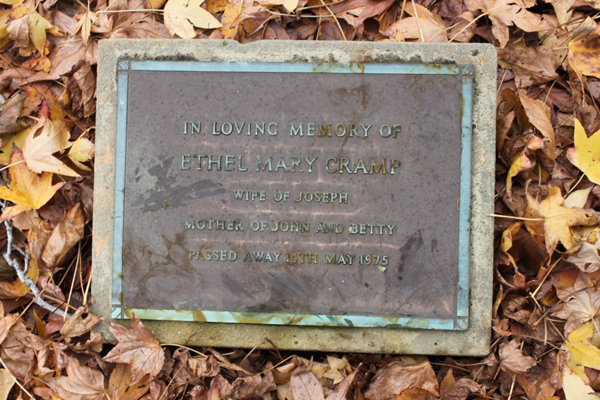 IN LOVING MEMORY OF
ETHEL MARY CRAMP
WIFE OF JOSEPH
MOTHER OF JOHN AND BETTY
PASSED AWAY 15TH MAY 1975